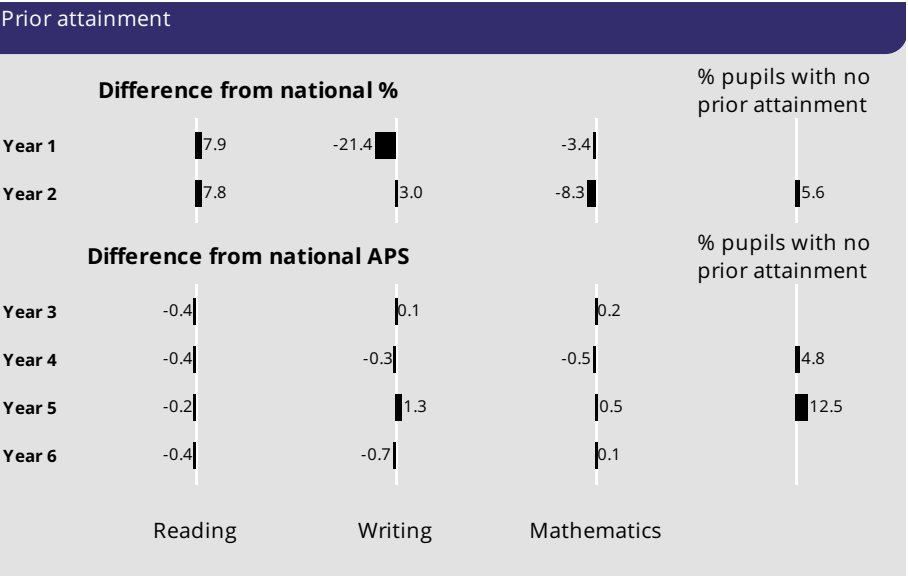 Prior attainment
Difference from national %
% pupils with no
prior attainment
Year 1 7.9 -21.4 -3.4
Year 2 7.8 3.0 -8.3 5.6
Difference from national APS
% pupils with no
prior attainment
Year 3 -0.4 0.1 0.2
Year 4 -0.4 -0.3 -0.5 4.8
Year 5 -0.2 1.3 0.5 12.5
Year 6 -0.4 -0.7 0.1
Reading Writing Mathematics